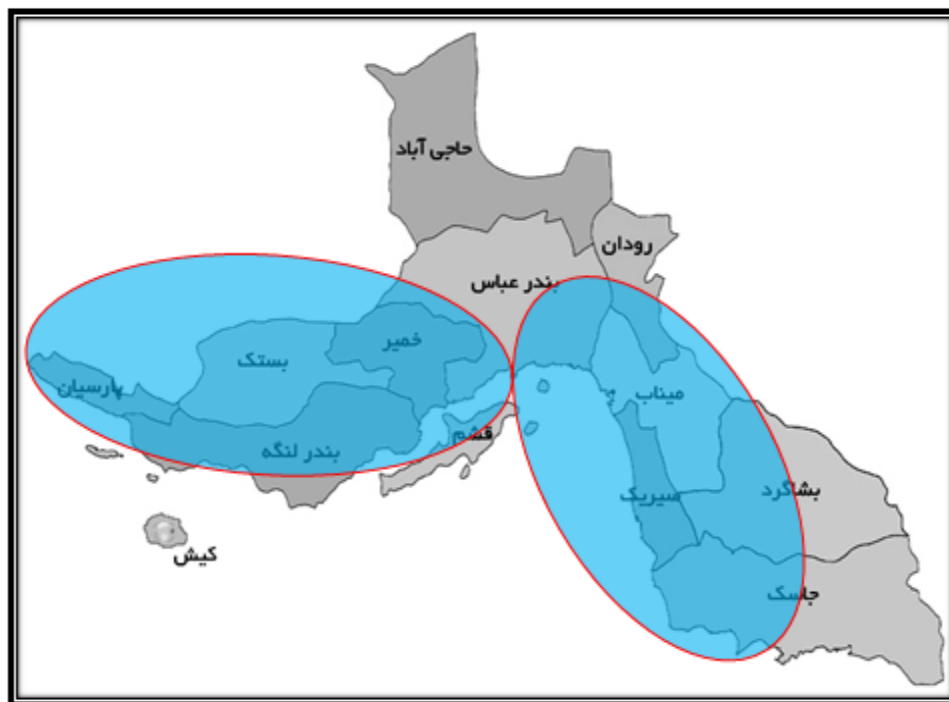 حاجی آباد
رودان
بندر عباس
خمیر
بستک
پارسیان
میناب
قشم
بندر لنگه
بشاگرد
سیریک
کیش
جاسک